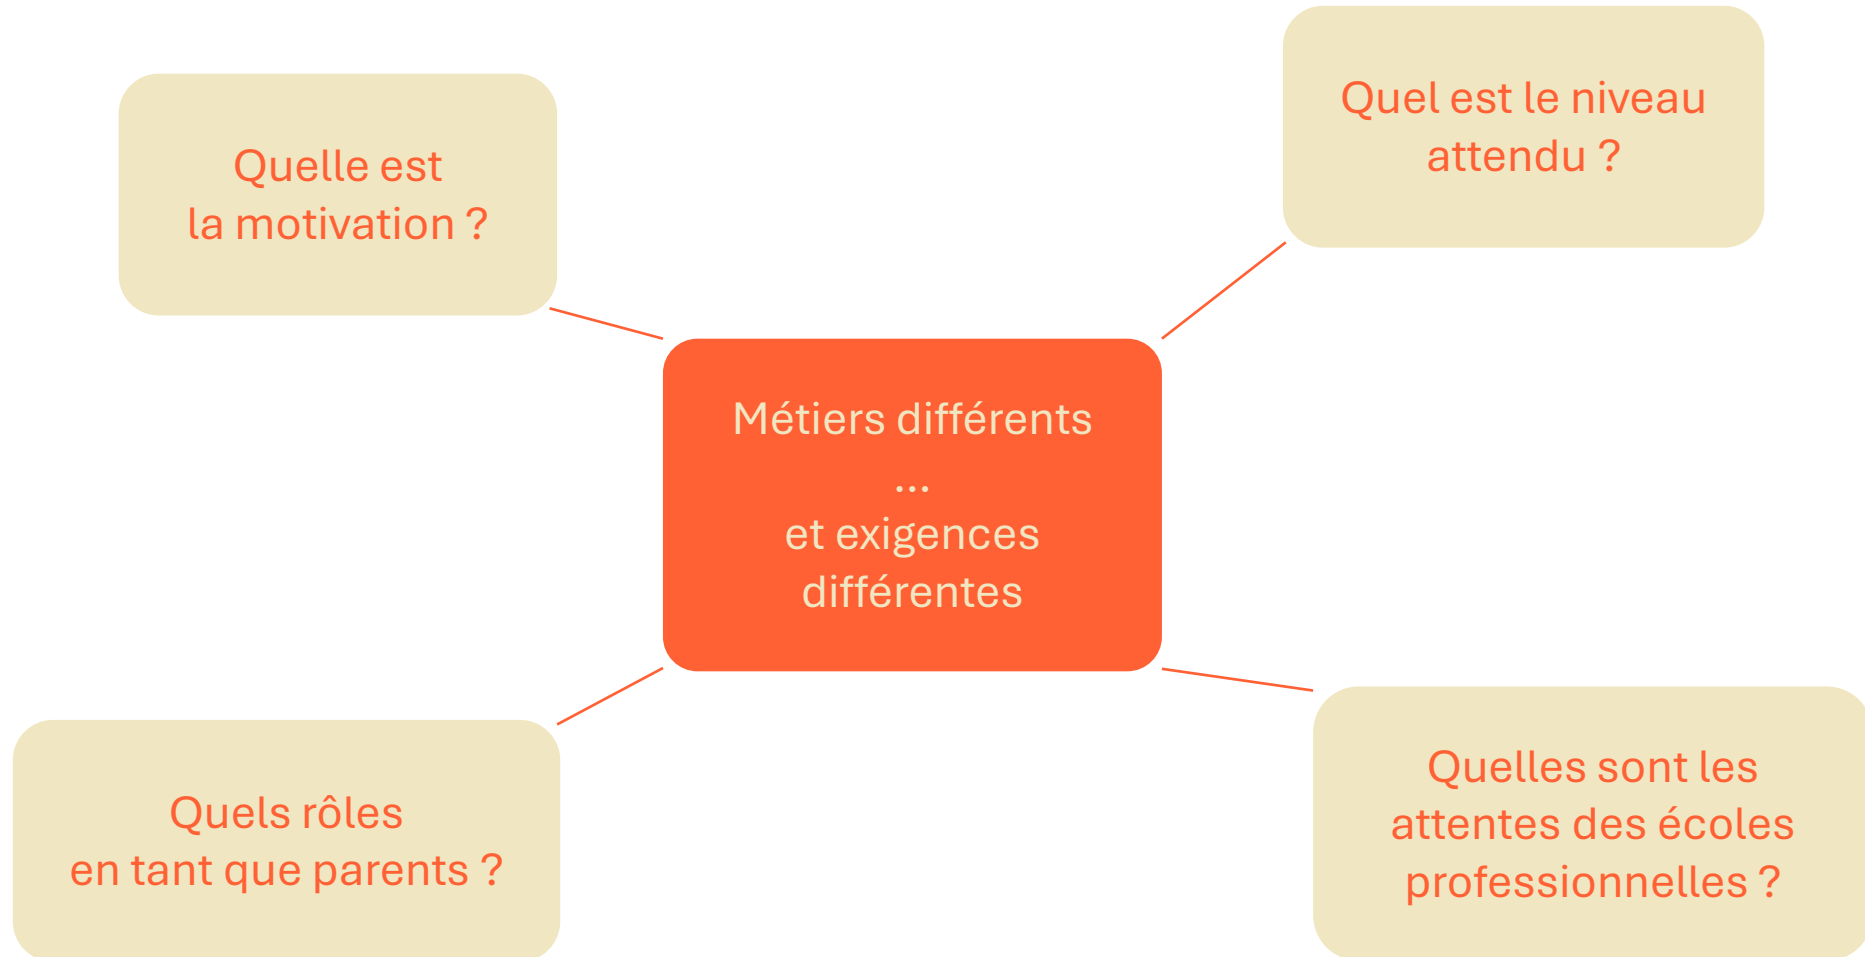 Quelle est
la motivation ?
Quel est le niveau
attendu ?
Métiers différents
...
et exigences
différentes
Quels rôles
en tant que parents ?
Quelles sont les
attentes des écoles
professionnelles ?